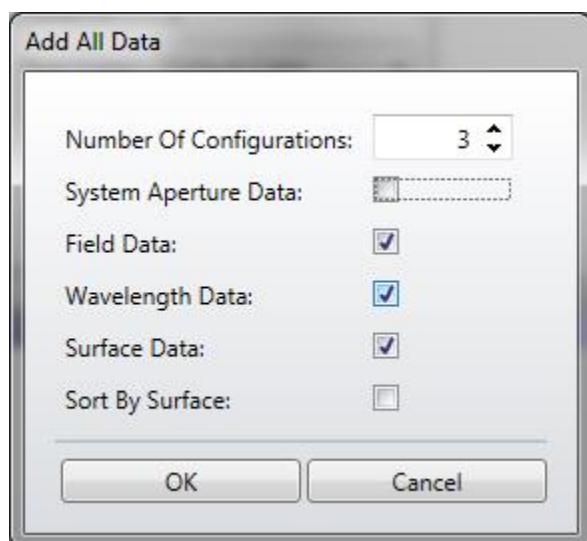 Add All Data
Number Of Configurations: 3
System Aperture Data:
Field Data:
Wavelength Data:
Surface Data:
Sort By Surface:
OK Cancel